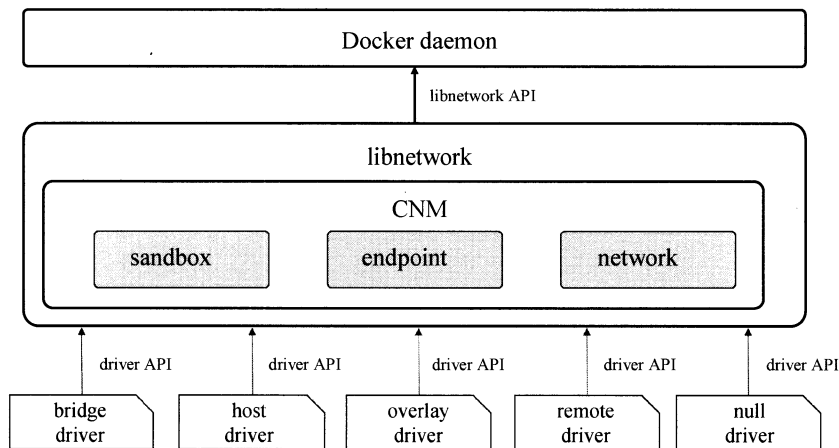 Docker daemon
libnetwork API
libnetwork
CNM
sandbox endpoint network
driver API driver API driver API driver API driver API
bridge host overlay remote null
driver driver driver driver driver